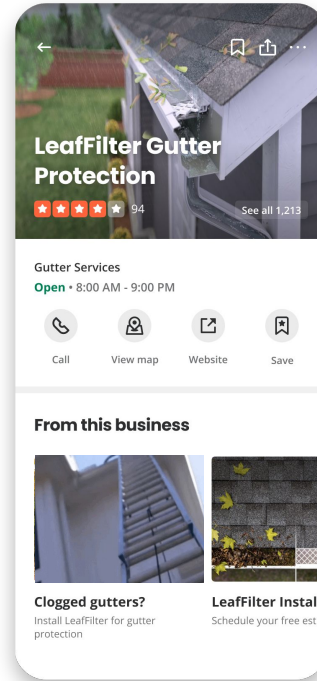 LeafFilter Gutter
Protection
94
See all 1,213
Gutter Services
Open • 8:00 AM - 9:00 PM
Call
View map
Website
Save
From this business
Clogged gutters?
Install LeafFilter for gutter
protection
LeafFilter Instal
Schedule your free est